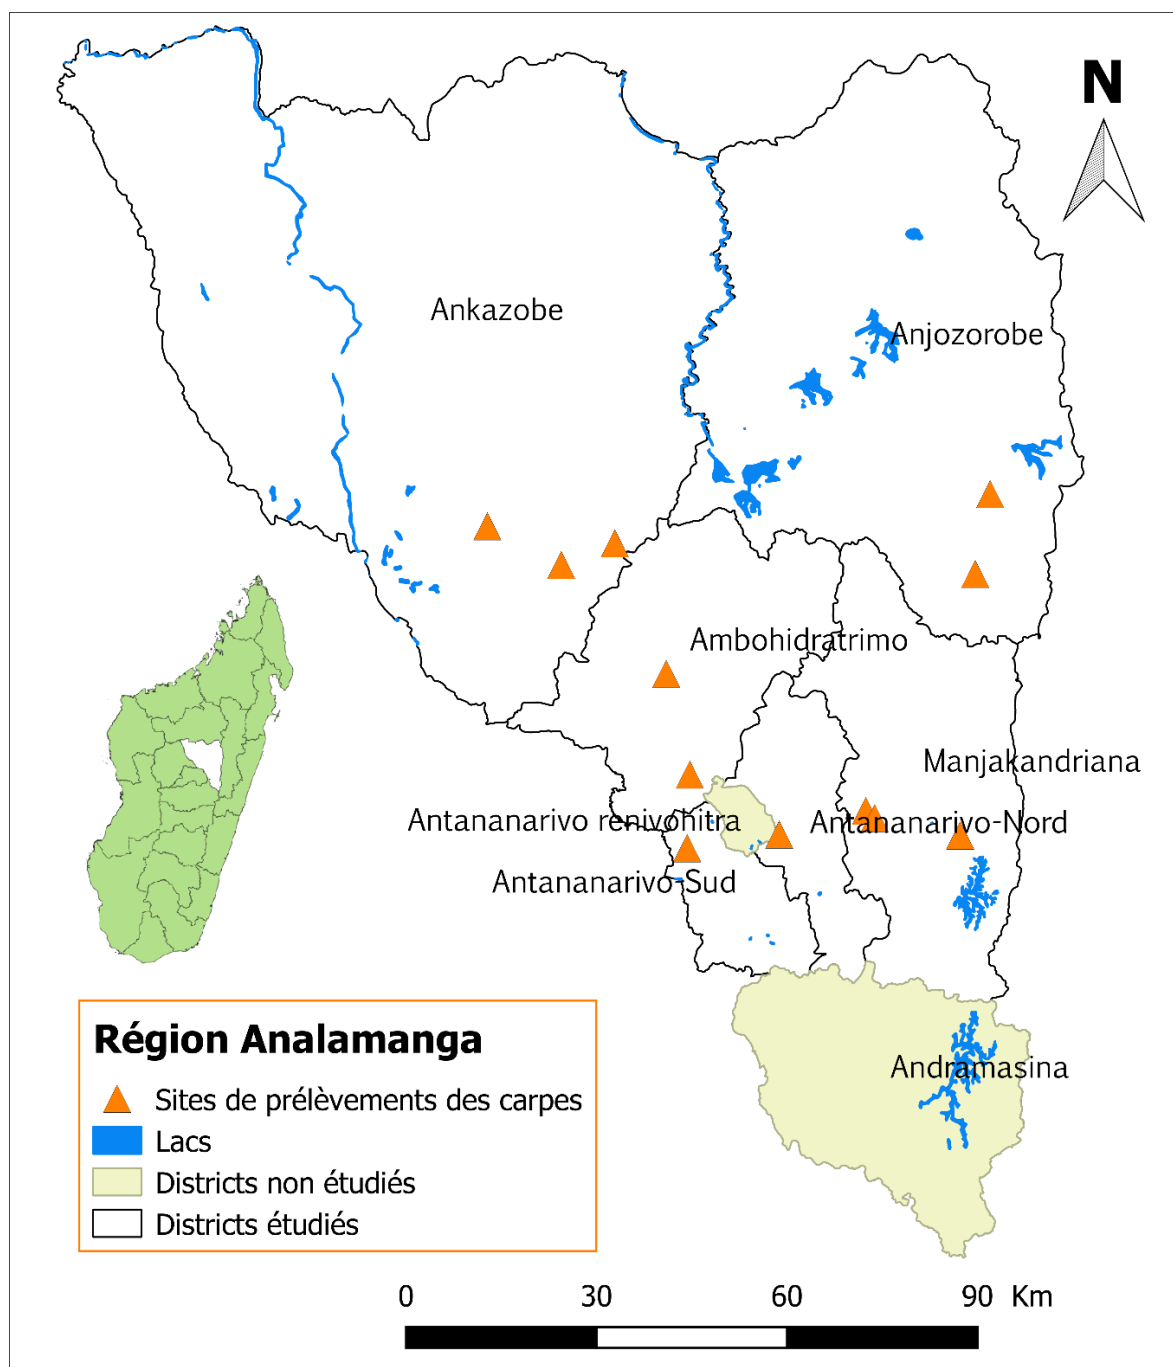 N
Ankazobe
Anjozorobe
Ambohidratrimo
Manjakandriana
Antananarivo renivohitra
Antananarivo-Nord
Antananarivo-Sud
Andramasina
Région Analamanga
Sites de prélèvements des carpes
Lacs
Districts non étudiés
Districts étudiés
0 30 60 90 Km